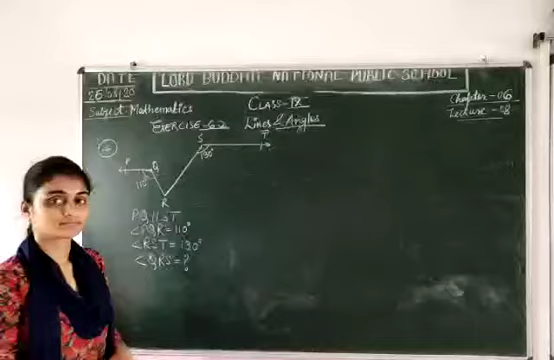 DATE
26/08/20
LORD BUDDHA NATIONAL PUBLIC SCHOOL
Subject: Mathematics
CLASS-IX
Chapter-06
Lecture-08
EXERCISE-6.2
Lines & Angles
S
T
130°
P
Q
110°
R
PQ || ST
∠PQR = 110°
∠RST = 130°
∠QRS = ?